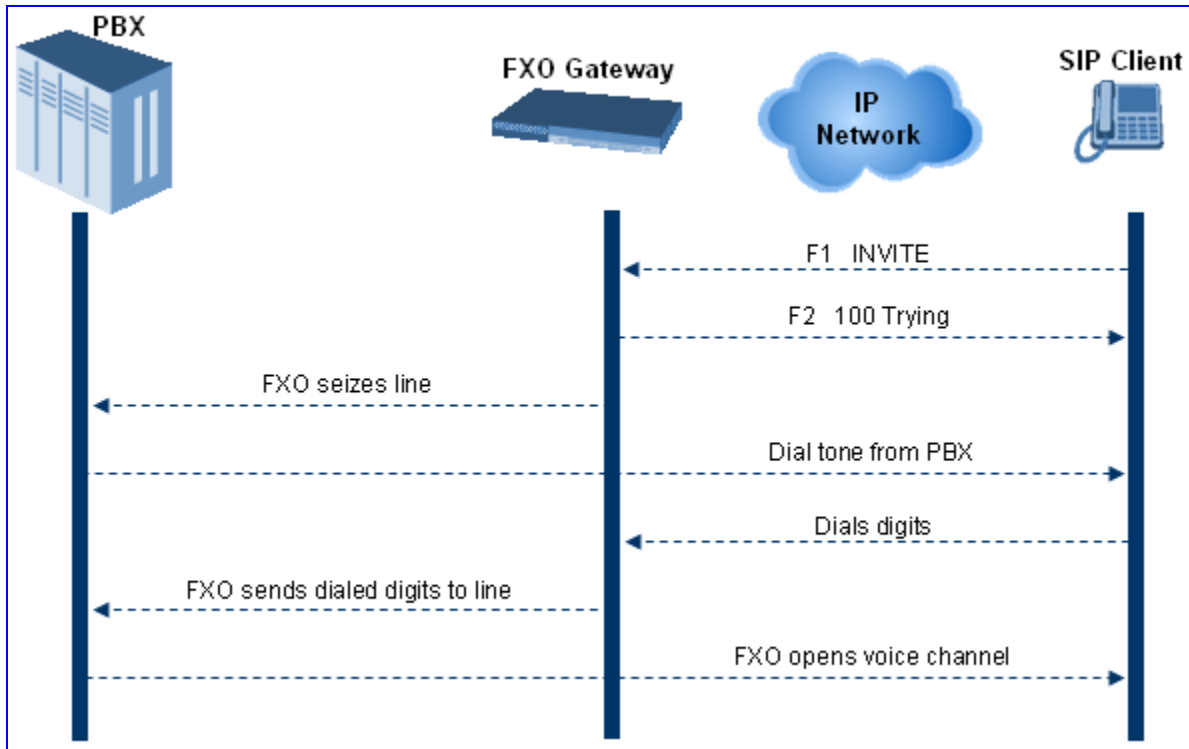 PBX
FXO Gateway
IP
Network
SIP Client
F1 INVITE
F2 100 Trying
FXO seizes line
Dial tone from PBX
Dials digits
FXO sends dialed digits to line
FXO opens voice channel